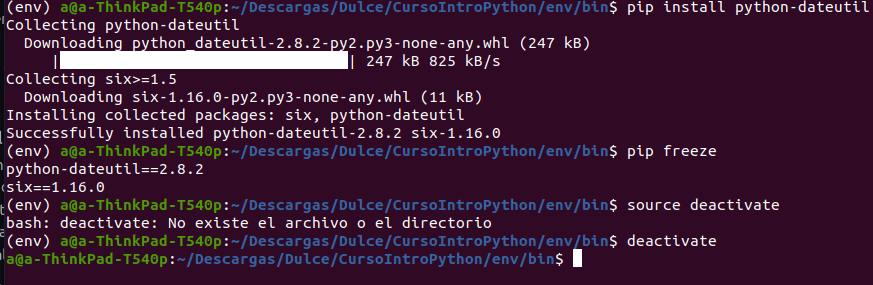 (env) a@a-ThinkPad-T540p:~/Descargas/Dulce/CursoIntroPython/env/bin$ pip install python-dateutil
Collecting python-dateutil
  Downloading python_dateutil-2.8.2-py2.py3-none-any.whl (247 kB)
     |████████████████████████████████| 247 kB 825 kB/s
Collecting six>=1.5
  Downloading six-1.16.0-py2.py3-none-any.whl (11 kB)
Installing collected packages: six, python-dateutil
Successfully installed python-dateutil-2.8.2 six-1.16.0
(env) a@a-ThinkPad-T540p:~/Descargas/Dulce/CursoIntroPython/env/bin$ pip freeze
python-dateutil==2.8.2
six==1.16.0
(env) a@a-ThinkPad-T540p:~/Descargas/Dulce/CursoIntroPython/env/bin$ source deactivate
bash: deactivate: No existe el archivo o el directorio
(env) a@a-ThinkPad-T540p:~/Descargas/Dulce/CursoIntroPython/env/bin$ deactivate
a@a-ThinkPad-T540p:~/Descargas/Dulce/CursoIntroPython/env/bin$